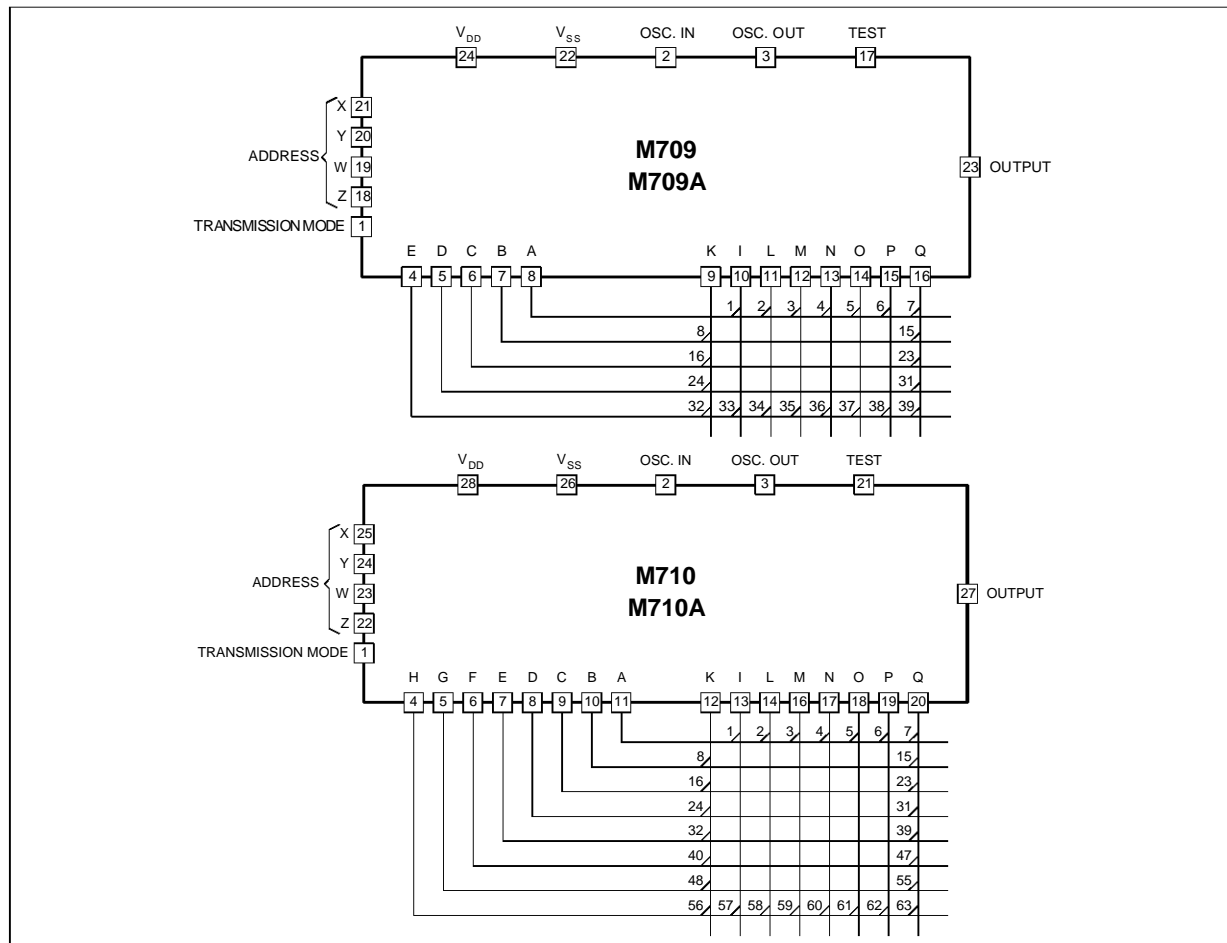 VDD VSS OSC. IN OSC. OUT TEST
24 22 2 3 17
X 21
Y 20
ADDRESS
W 19
Z 18
TRANSMISSION MODE 1
M709
M709A
23 OUTPUT
E D C B A K I L M N O P Q
4 5 6 7 8 9 10 11 12 13 14 15 16
1 2 3 4 5 6 7
8 15
16 23
24 31
32 33 34 35 36 37 38 39
VDD VSS OSC. IN OSC. OUT TEST
28 26 2 3 21
X 25
Y 24
ADDRESS
W 23
Z 22
TRANSMISSION MODE 1
M710
M710A
27 OUTPUT
H G F E D C B A K I L M N O P Q
4 5 6 7 8 9 10 11 12 13 14 16 17 18 19 20
1 2 3 4 5 6 7
8 15
16 23
24 31
32 39
40 47
48 55
56 57 58 59 60 61 62 63